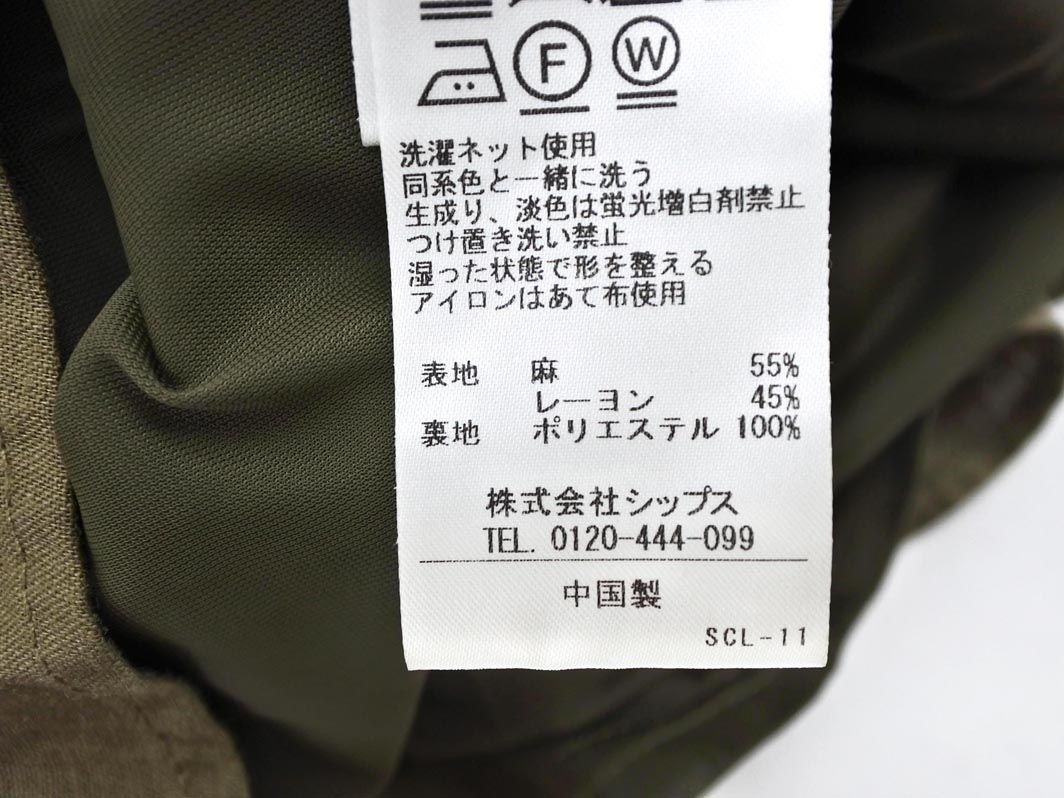 F W
洗濯ネット使用
同系色と一緒に洗う
生成り、淡色は蛍光増白剤禁止
つけ置き洗い禁止
湿った状態で形を整える
アイロンはあて布使用
表地 麻 55%
レーヨン 45%
裏地 ポリエステル 100%
株式会社シップス
TEL. 0120-444-099
中国製
SCL-11